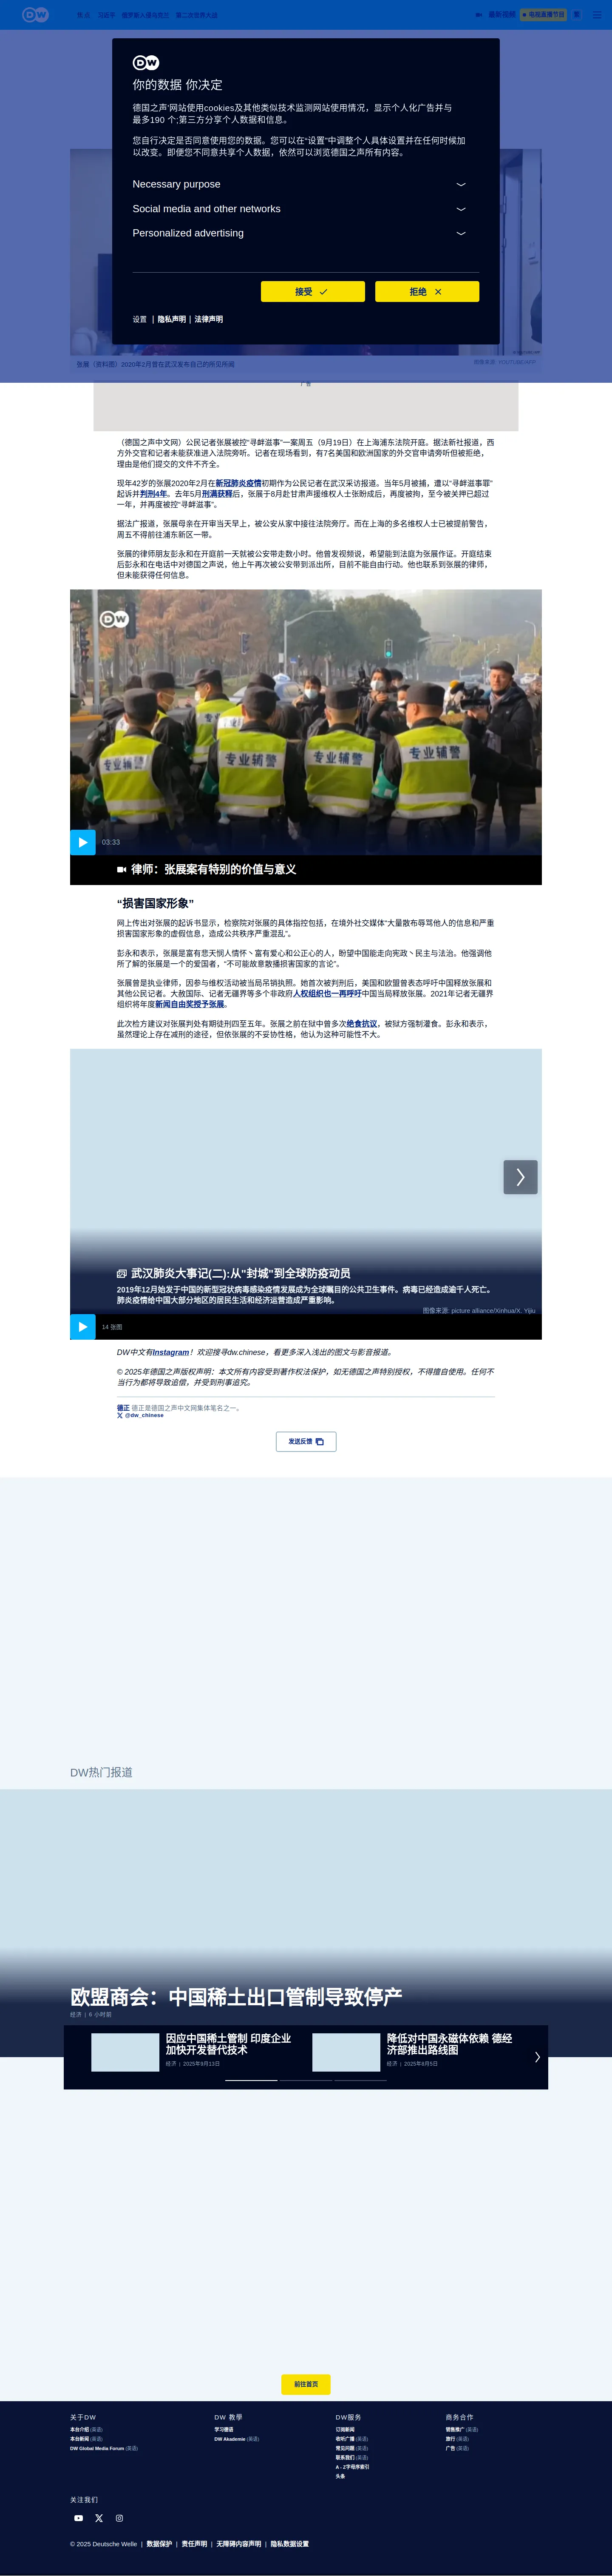 DW
焦点
习近平
俄罗斯入侵乌克兰
第二次世界大战
最新视频
电视直播节目
DW
你的数据 你决定
德国之声'网站使用cookies及其他类似技术监测网站使用情况，显示个人化广告并与
最多190 个;第三方分享个人数据和信息。
您自行决定是否同意使用您的数据。您可以在"设置"中调整个人具体设置并在任何时候加
以改变。即便您不同意共享个人数据，依然可以浏览德国之声所有内容。
Necessary purpose
Social media and other networks
Personalized advertising
接受
拒绝
设置 | 隐私声明 | 法律声明
张展（资料图）2020年2月曾在武汉发布自己的所见所闻
图像来源: YOUTUBE/AFP
广告
（德国之声中文网）公民记者张展被控“寻衅滋事”一案周五（9月19日）在上海浦东法院开庭。据法新社报道，西
方外交官和记者未能获准进入法院旁听。记者在现场看到，有7名美国和欧洲国家的外交官申请旁听但被拒绝，
理由是他们提交的文件不齐全。
现年42岁的张展2020年2月在新冠肺炎疫情初期作为公民记者在武汉采访报道。当年5月被捕，遭以“寻衅滋事罪”
起诉并判刑4年。去年5月刑满获释后，张展于8月赴甘肃声援维权人士张盼成后，再度被拘，至今被关押已超过
一年，并再度被控“寻衅滋事”。
据法广报道，张展母亲在开审当天早上，被公安从家中接往法院旁厅。而在上海的多名维权人士已被提前警告，
周五不得前往浦东新区一带。
张展的律师朋友彭永和在开庭前一天就被公安带走数小时。他曾发视频说，希望能到法庭为张展作证。开庭结束
后彭永和在电话中对德国之声说，他上午再次被公安带到派出所，目前不能自由行动。他也联系到张展的律师，
但未能获得任何信息。
DW
专业辅警
专业辅警
专业辅警
专业辅警
03:33
律师：张展案有特别的价值与意义
“损害国家形象”
网上传出对张展的起诉书显示，检察院对张展的具体指控包括，在境外社交媒体“大量散布辱骂他人的信息和严重
损害国家形象的虚假信息，造成公共秩序严重混乱”。
彭永和表示，张展是富有悲天悯人情怀丶富有爱心和公正心的人，盼望中国能走向宪政丶民主与法治。他强调他
所了解的张展是一个的爱国者，“不可能故意散播损害国家的言论”。
张展曾是执业律师，因参与维权活动被当局吊销执照。她首次被判刑后，美国和欧盟曾表态呼吁中国释放张展和
其他公民记者。大赦国际、记者无疆界等多个非政府人权组织也一再呼吁中国当局释放张展。2021年记者无疆界
组织将年度新闻自由奖授予张展。
此次检方建议对张展判处有期徒刑四至五年。张展之前在狱中曾多次绝食抗议，被狱方强制灌食。彭永和表示，
虽然理论上存在减刑的途径，但依张展的不妥协性格，他认为这种可能性不大。
武汉肺炎大事记(二):从"封城"到全球防疫动员
2019年12月始发于中国的新型冠状病毒感染疫情发展成为全球瞩目的公共卫生事件。病毒已经造成逾千人死亡。
肺炎疫情给中国大部分地区的居民生活和经济运营造成严重影响。
图像来源: picture alliance/Xinhua/X. Yijiu
14 张图
DW中文有Instagram！欢迎搜寻dw.chinese，看更多深入浅出的图文与影音报道。
© 2025年德国之声版权声明：本文所有内容受到著作权法保护，如无德国之声特别授权，不得擅自使用。任何不
当行为都将导致追偿，并受到刑事追究。
德正 德正是德国之声中文网集体笔名之一。
@dw_chinese
发送反馈
DW热门报道
欧盟商会：中国稀土出口管制导致停产
经济 | 6 小时前
因应中国稀土管制 印度企业
加快开发替代技术
经济 | 2025年9月13日
降低对中国永磁体依赖 德经
济部推出路线图
经济 | 2025年8月5日
前往首页
关于DW
本台介绍 (英语)
本台新闻 (英语)
DW Global Media Forum (英语)
DW 教學
学习德语
DW Akademie (英语)
DW服务
订阅新闻
收听广播 (英语)
常见问题 (英语)
联系我们 (英语)
A - Z字母序索引
头条
商务合作
销售推广 (英语)
旅行 (英语)
广告 (英语)
关注我们
© 2025 Deutsche Welle | 数据保护 | 责任声明 | 无障碍内容声明 | 隐私数据设置